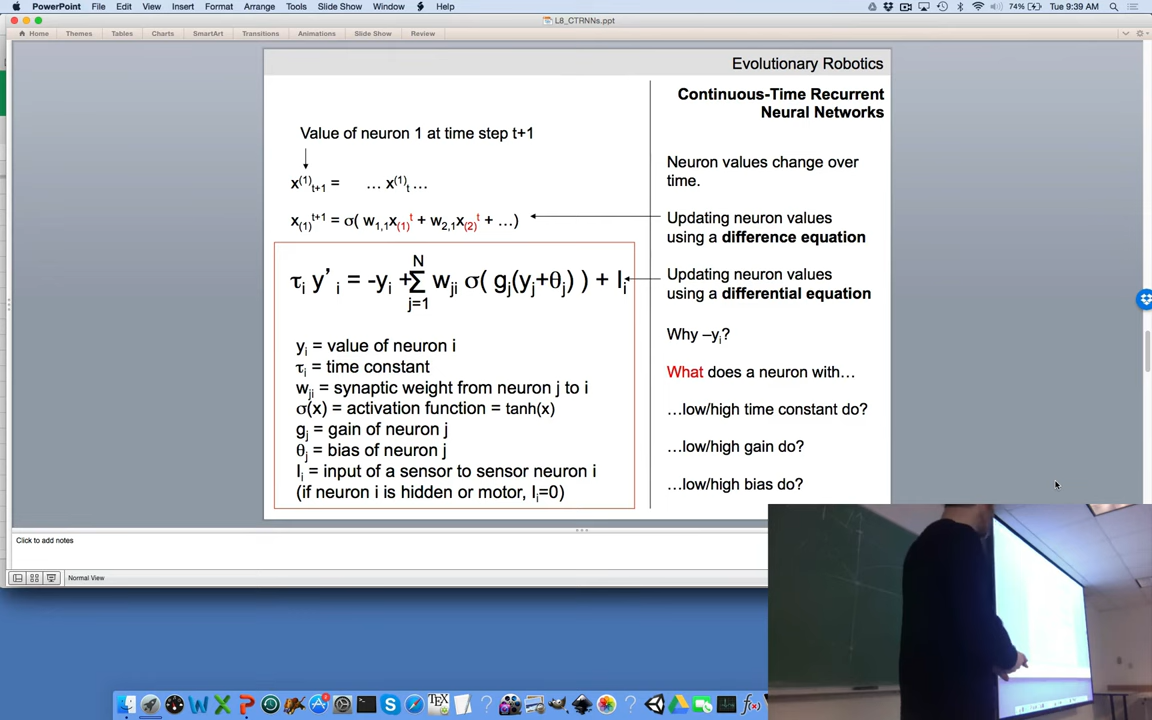 PowerPoint File Edit View Insert Format Arrange Tools Slide Show Window Help 74% Tue 9:39 AM
L8_CTRNNs.ppt
Home Themes Tables Charts SmartArt Transitions Animations Slide Show Review
Evolutionary Robotics
Continuous-Time Recurrent
Neural Networks
Value of neuron 1 at time step t+1
x(1)t+1 = … x(1)t …
x(1)t+1 = σ( w1,1x(1)t + w2,1x(2)t + …)
τi y’i = -yi + N Σ j=1 wji σ( gj(yj+θj) ) + Ii
yi = value of neuron i
τi = time constant
wji = synaptic weight from neuron j to i
σ(x) = activation function = tanh(x)
gj = gain of neuron j
θj = bias of neuron j
Ii = input of a sensor to sensor neuron i
(if neuron i is hidden or motor, Ii=0)
Neuron values change over
time.
Updating neuron values
using a difference equation
Updating neuron values
using a differential equation
Why –yi?
What does a neuron with…
…low/high time constant do?
…low/high gain do?
…low/high bias do?
Click to add notes
Normal View